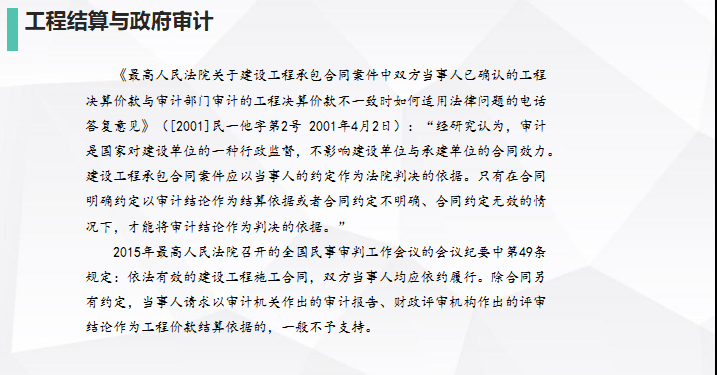 工程结算与政府审计
《最高人民法院关于建设工程承包合同案件中双方当事人已确认的工程
决算价款与审计部门审计的工程决算价款不一致时如何适用法律问题的电话
答复意见》（[2001]民一他字第2号 2001年4月2日）：“经研究认为，审计
是国家对建设单位的一种行政监督，不影响建设单位与承建单位的合同效力。
建设工程承包合同案件应以当事人的约定作为法院判决的依据。只有在合同
明确约定以审计结论作为结算依据或者合同约定不明确、合同约定无效的情
况下，才能将审计结论作为判决的依据。”
2015年最高人民法院召开的全国民事审判工作会议的会议纪要中第49条
规定：依法有效的建设工程施工合同，双方当事人均应依约履行。除合同另
有约定，当事人请求以审计机关作出的审计报告、财政评审机构作出的评审
结论作为工程价款结算依据的，一般不予支持。